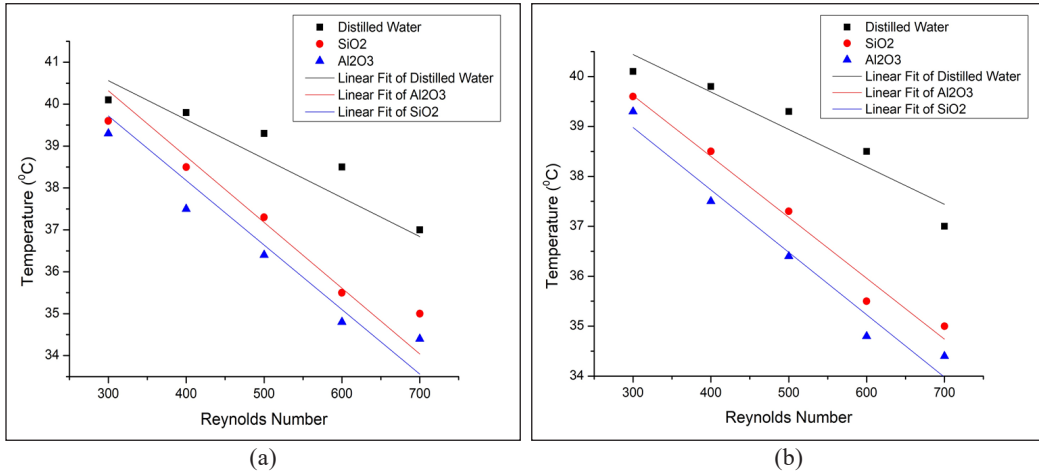 Distilled Water
SiO2
Al2O3
Linear Fit of Distilled Water
Linear Fit of Al2O3
Linear Fit of SiO2
41
40
39
38
37
36
35
34
Temperature (⁰C)
300 400 500 600 700
Reynolds Number
(a)
Distilled Water
SiO2
Al2O3
Linear Fit of Distilled Water
Linear Fit of Al2O3
Linear Fit of SiO2
40
39
38
37
36
35
34
Temperature (⁰C)
300 400 500 600 700
Reynolds Number
(b)